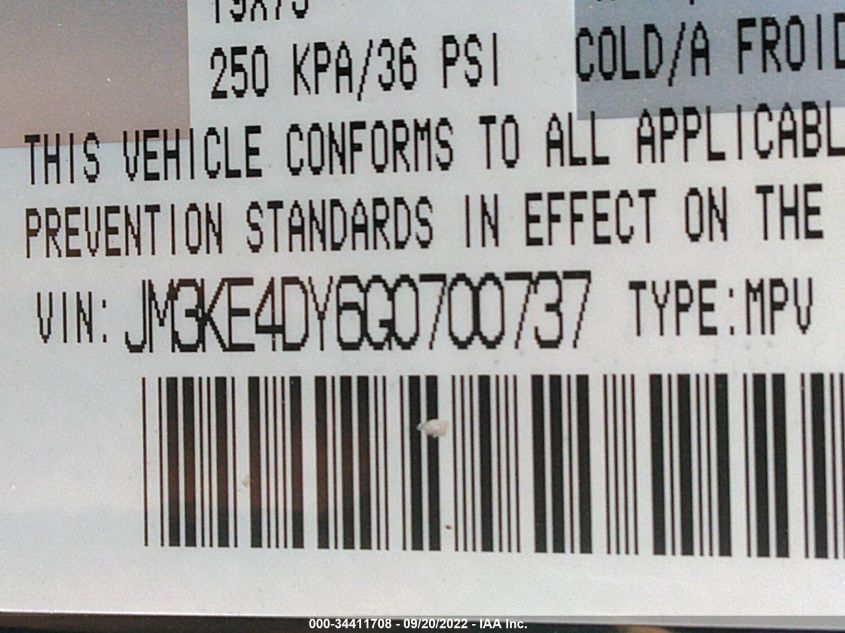 19X7J
250 KPA/36 PSI COLD/A FROID
THIS VEHICLE CONFORMS TO ALL APPLICABL
PREVENTION STANDARDS IN EFFECT ON THE
VIN: JM3KE4DY6G0700737 TYPE:MPV
000-34411708 - 09/20/2022 - IAA Inc.